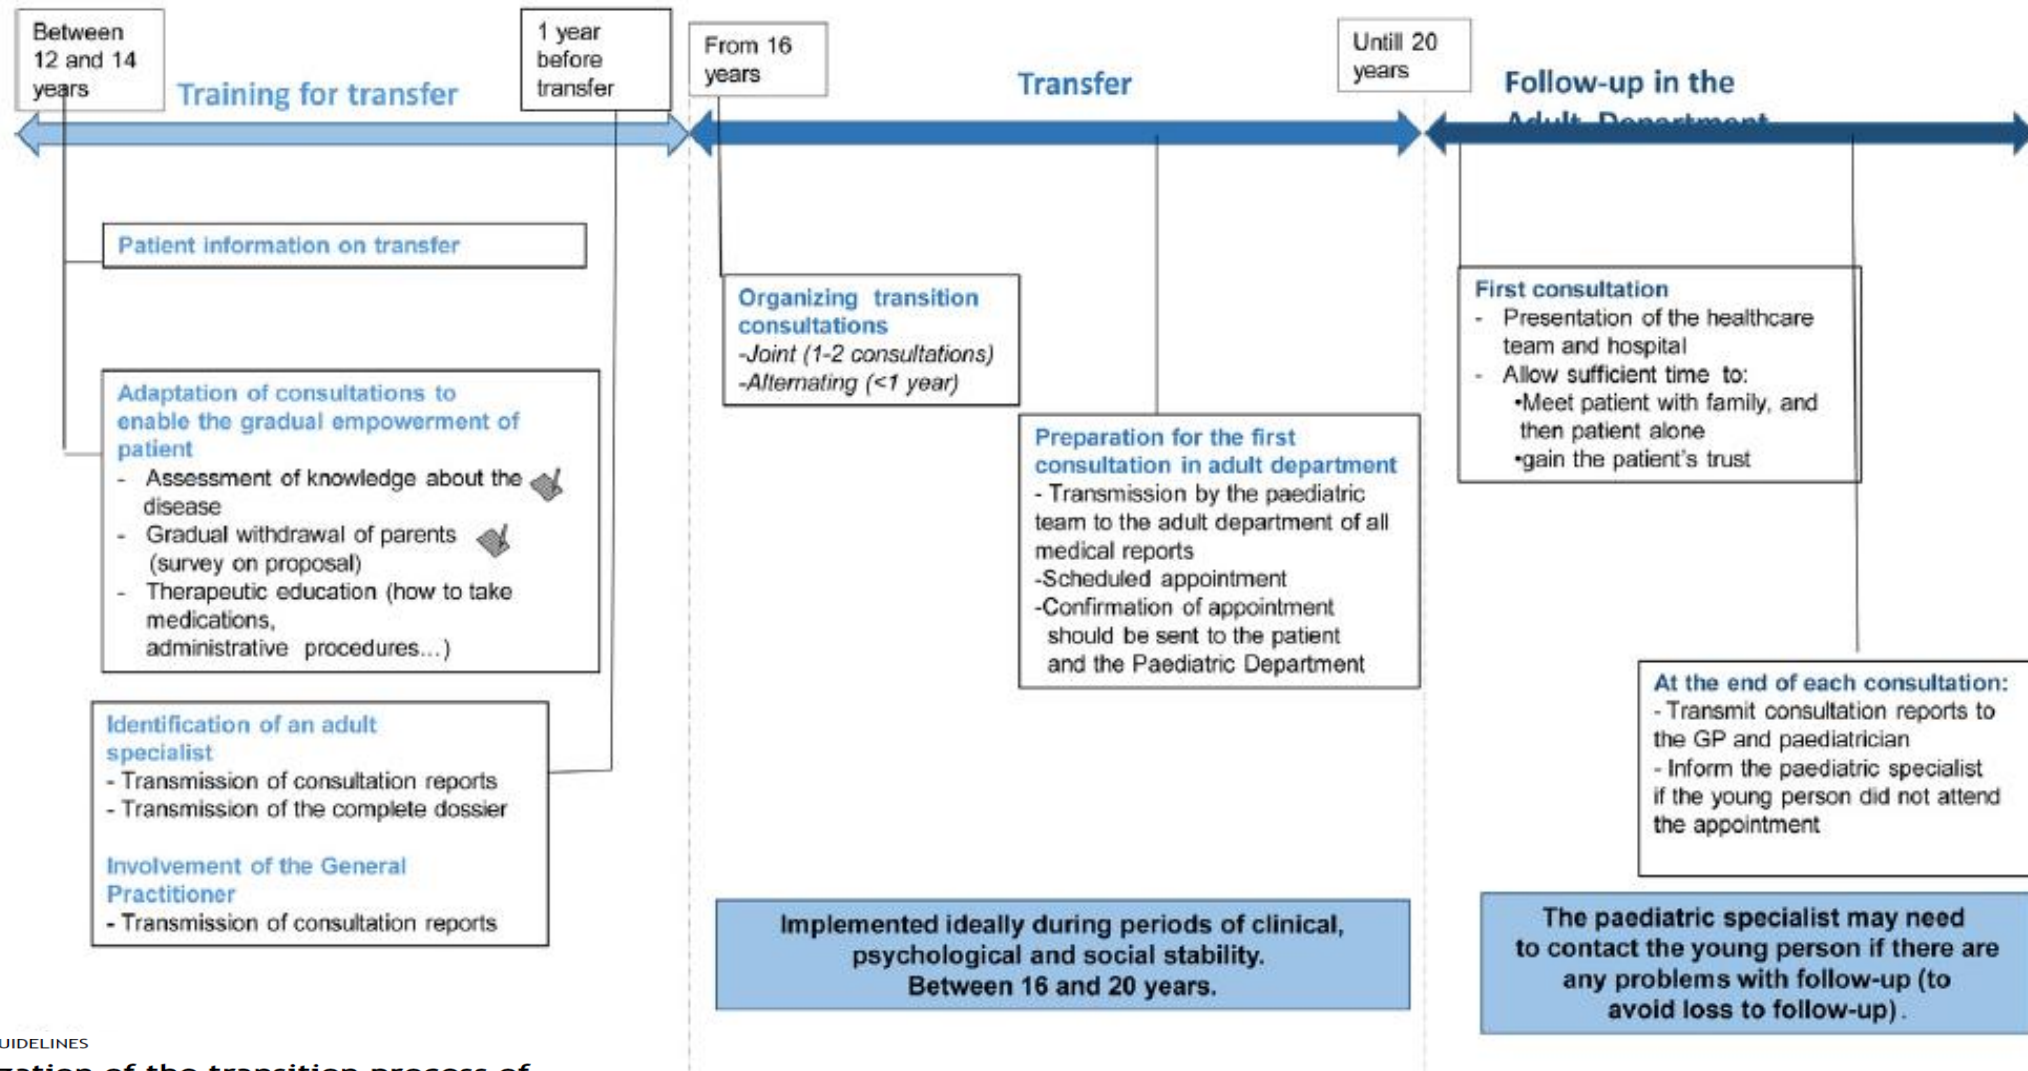 Between
12 and 14
years
Training for transfer
1 year
before
transfer
From 16
years
Transfer
Untill 20
years
Follow-up in the
Adult Department
Patient information on transfer
Adaptation of consultations to
enable the gradual empowerment of
patient
- Assessment of knowledge about the
disease
- Gradual withdrawal of parents
(survey on proposal)
- Therapeutic education (how to take
medications,
administrative procedures...)
Identification of an adult
specialist
- Transmission of consultation reports
- Transmission of the complete dossier
Involvement of the General
Practitioner
- Transmission of consultation reports
Organizing transition
consultations
-Joint (1-2 consultations)
-Alternating (<1 year)
Preparation for the first
consultation in adult department
- Transmission by the paediatric
team to the adult department of all
medical reports
-Scheduled appointment
-Confirmation of appointment
should be sent to the patient
and the Paediatric Department
Implemented ideally during periods of clinical,
psychological and social stability.
Between 16 and 20 years.
First consultation
- Presentation of the healthcare
team and hospital
- Allow sufficient time to:
•Meet patient with family, and
then patient alone
•gain the patient's trust
At the end of each consultation:
- Transmit consultation reports to
the GP and paediatrician
- Inform the paediatric specialist
if the young person did not attend
the appointment
The paediatric specialist may need
to contact the young person if there are
any problems with follow-up (to
avoid loss to follow-up).
UIDELINES
zation of the transition process of